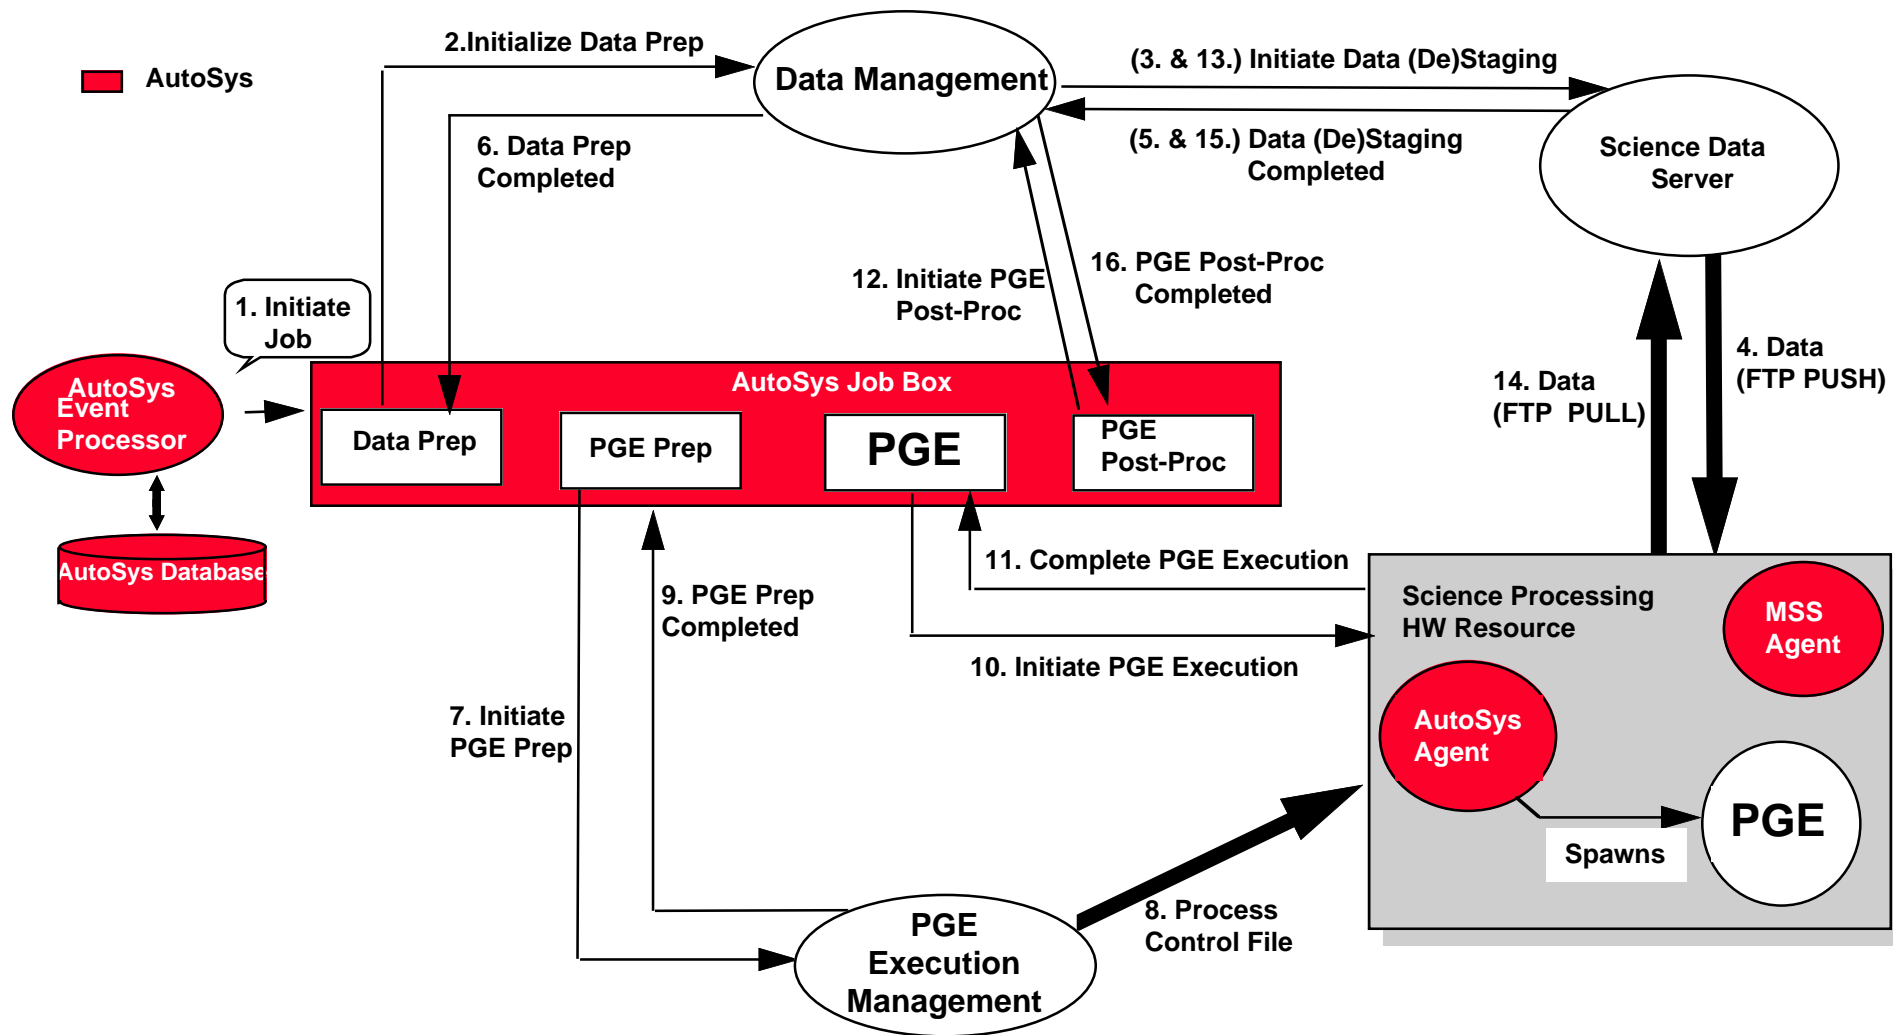 2.Initialize Data Prep
AutoSys
Data Management
(3. & 13.) Initiate Data (De)Staging
(5. & 15.) Data (De)Staging
Completed
Science Data
Server
6. Data Prep
Completed
1. Initiate
Job
12. Initiate PGE
Post-Proc
16. PGE Post-Proc
Completed
14. Data
(FTP  PULL)
4. Data
(FTP PUSH)
AutoSys
Event
Processor
AutoSys Job Box
Data Prep
PGE Prep
PGE
PGE
Post-Proc
AutoSys Database
11. Complete PGE Execution
10. Initiate PGE Execution
9. PGE Prep
Completed
7. Initiate
PGE Prep
Science Processing
HW Resource
MSS
Agent
AutoSys
Agent
PGE
Spawns
8. Process
Control File
PGE
Execution
Management